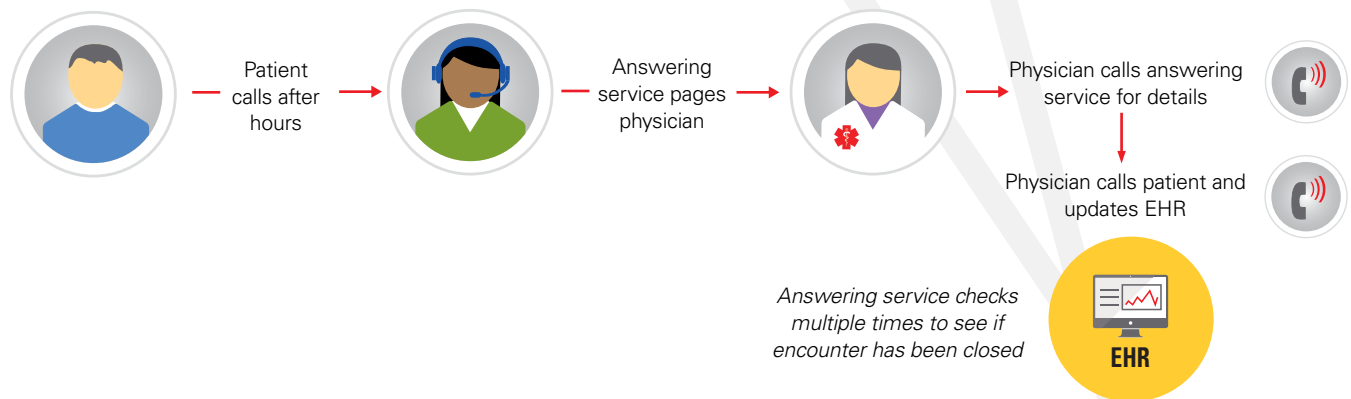 Patient
calls after
hours
Answering
service pages
physician
Physician calls answering
service for details
Physician calls patient and
updates EHR
Answering service checks
multiple times to see if
encounter has been closed
EHR